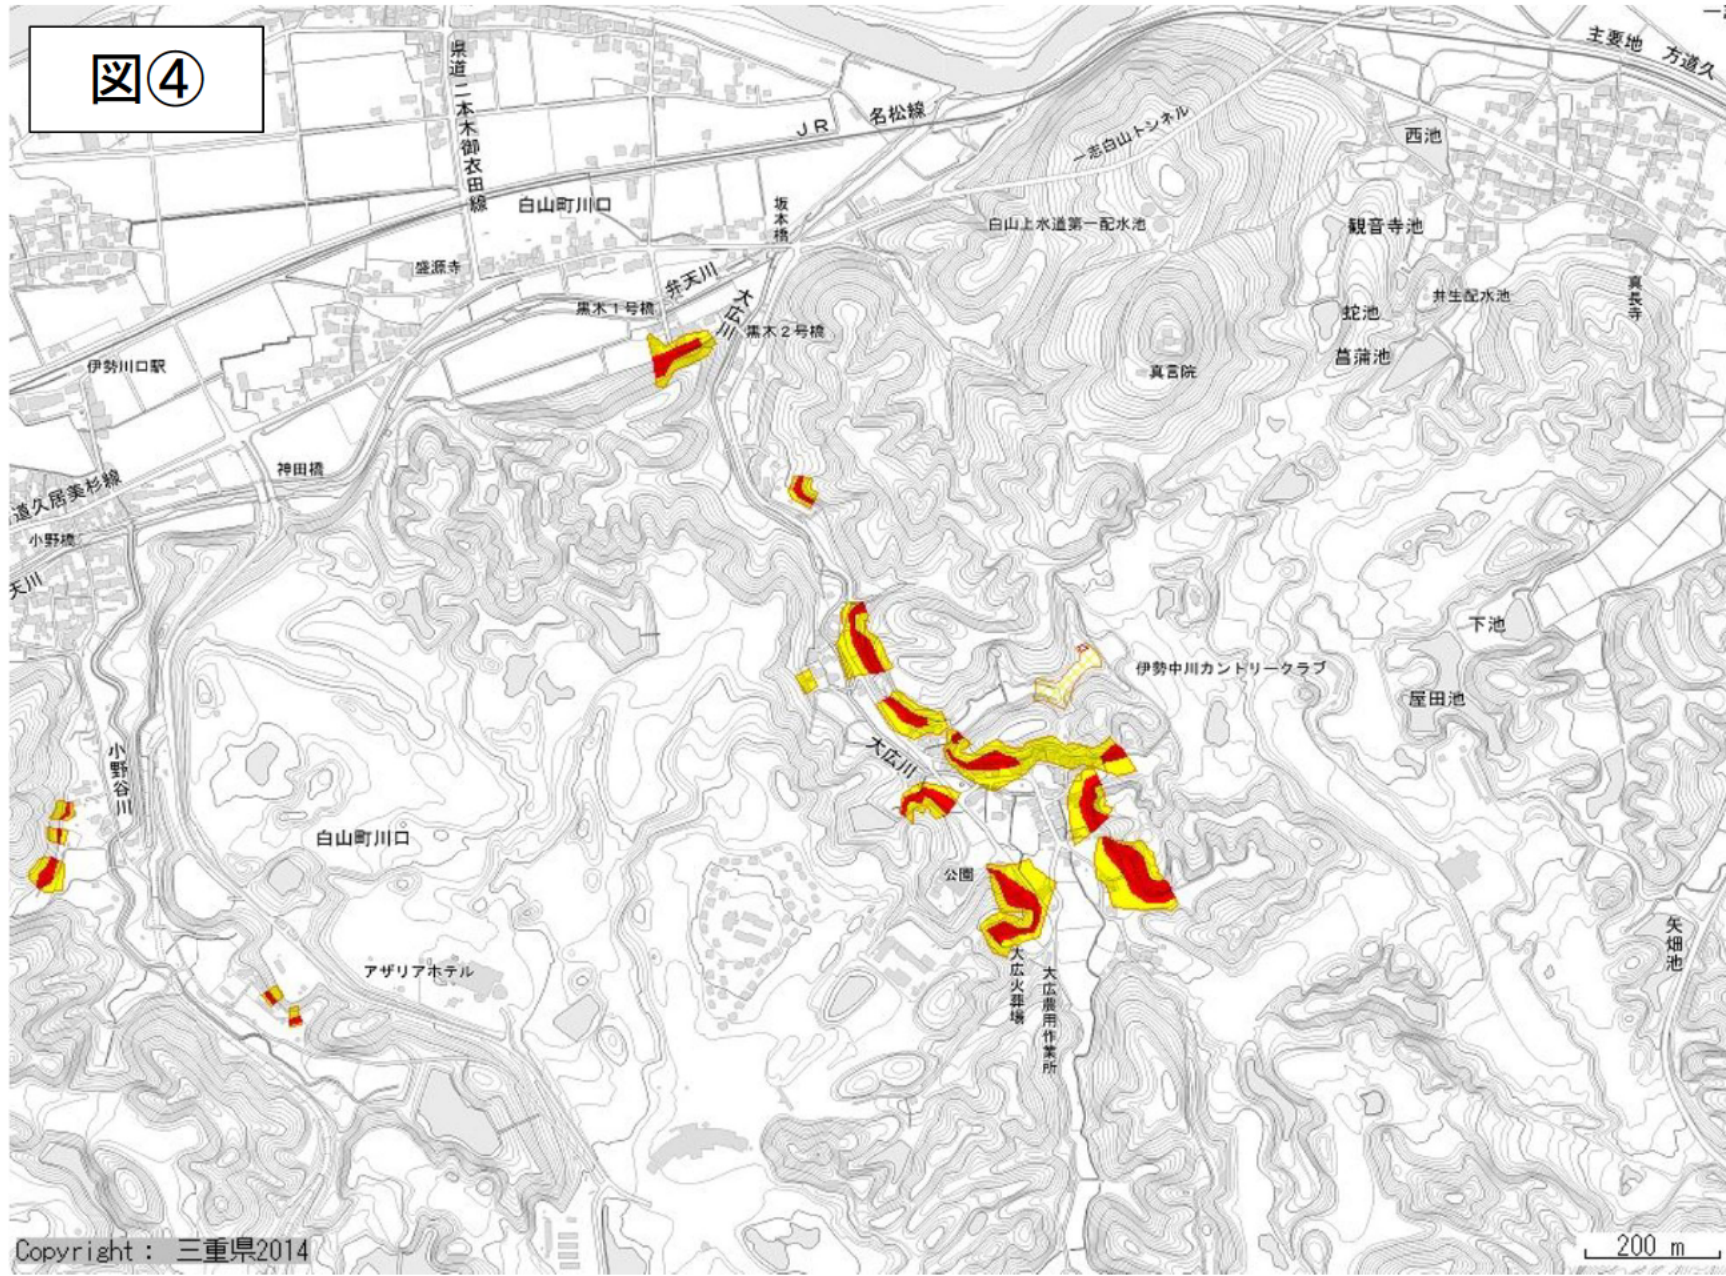 図④
県道二本木御衣田線
JR 名松線
主要地 方道久
一志白山トンネル
西池
白山町川口
坂本橋
白山上水道第一配水池
観音寺池
盛源寺
弁天川
大広川
黒木1号橋
黒木2号橋
井生配水池
真長寺
蛇池
菖蒲池
伊勢川口駅
真言院
神田橋
道久居美杉線
小野橋
天川
下池
伊勢中川カントリークラブ
屋田池
大広川
小野谷川
白山町川口
公園
矢畑池
アザリアホテル
大広火葬場
大広農用作業所
Copyright : 三重県2014
200 m